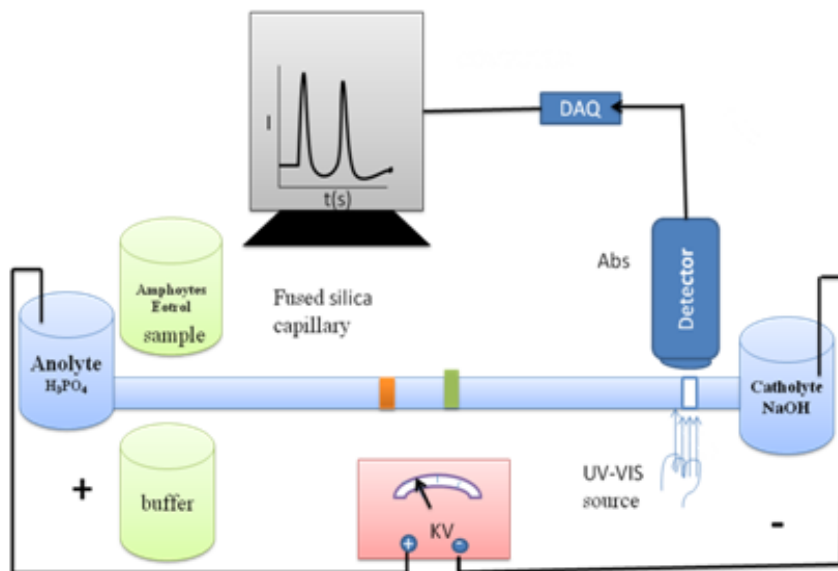 DAQ
I
t(s)
Abs
Detector
Amphoytes
Eotrol
sample
Fused silica
capillary
Anolyte
H₃PO₄
Catholyte
NaOH
+
buffer
KV
+
-
UV-VIS
source
-